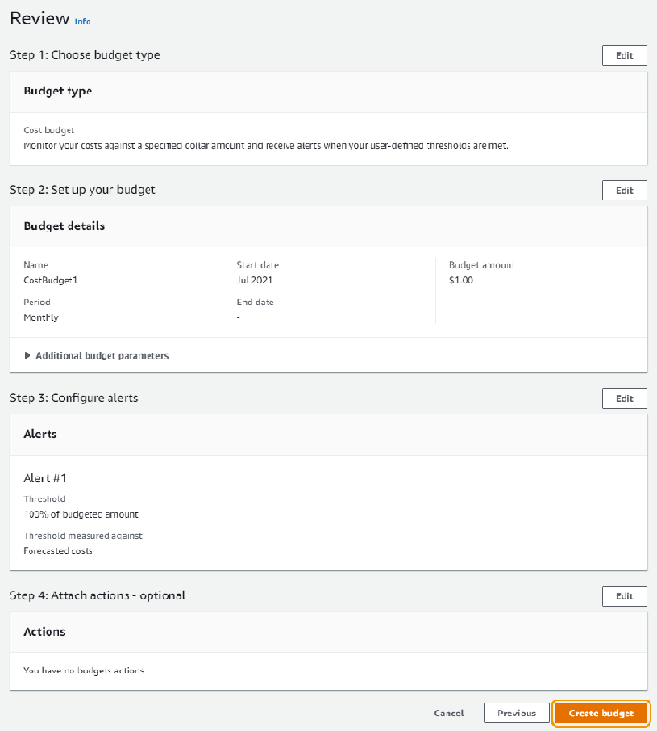 Review Info
Step 1: Choose budget type
Edit
Budget type
Cost budget
Monitor your costs against a specified dollar amount and receive alerts when your user-defined thresholds are met.
Step 2: Set up your budget
Edit
Budget details
Name
CostBudget1
Start date
Jul 2021
Budget amount
$1.00
Period
Monthly
End date
-
Additional budget parameters
Step 3: Configure alerts
Edit
Alerts
Alert #1
Threshold
100% of budgeted amount
Threshold measured against
Forecasted costs
Step 4: Attach actions - optional
Edit
Actions
You have no budgets actions
Cancel
Previous
Create budget